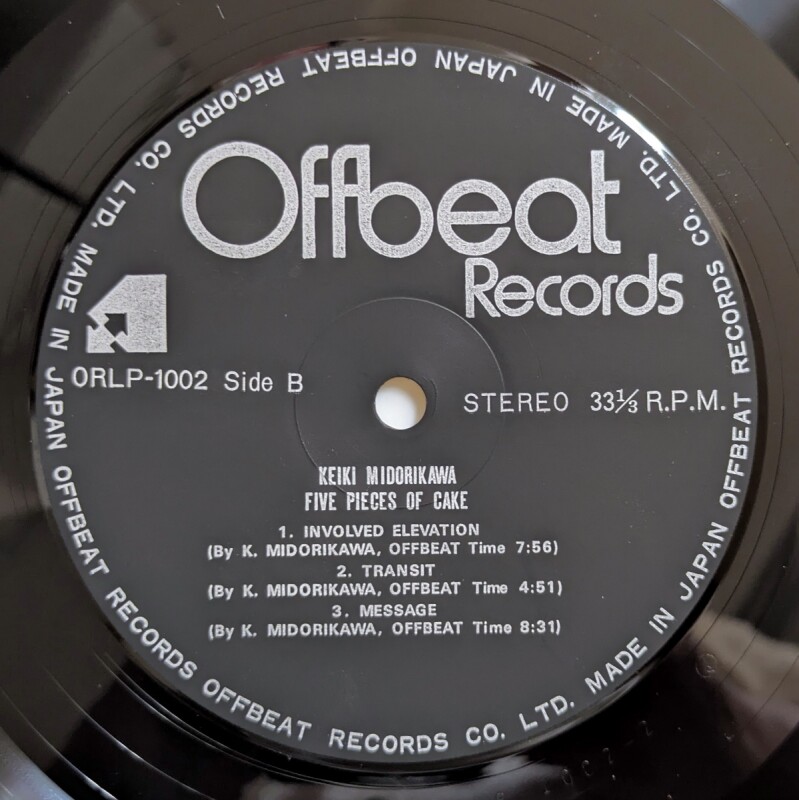 Offbeat
Records
ORLP-1002 Side B
STEREO 33⅓ R.P.M.
KEIKI MIDORIKAWA
FIVE PIECES OF CAKE
1. INVOLVED ELEVATION
(By K. MIDORIKAWA, OFFBEAT Time 7:56)
2. TRANSIT
(By K. MIDORIKAWA, OFFBEAT Time 4:51)
3. MESSAGE
(By K. MIDORIKAWA, OFFBEAT Time 8:31)
OFFBEAT RECORDS CO. LTD. MADE IN JAPAN OFFBEAT RECORDS CO. LTD. MADE IN JAPAN OFFBEAT RECORDS OFFBEAT RECORDS CO. LTD. MADE IN JAPAN OFFBEAT RECORDS CO. LTD. MADE IN JAPAN